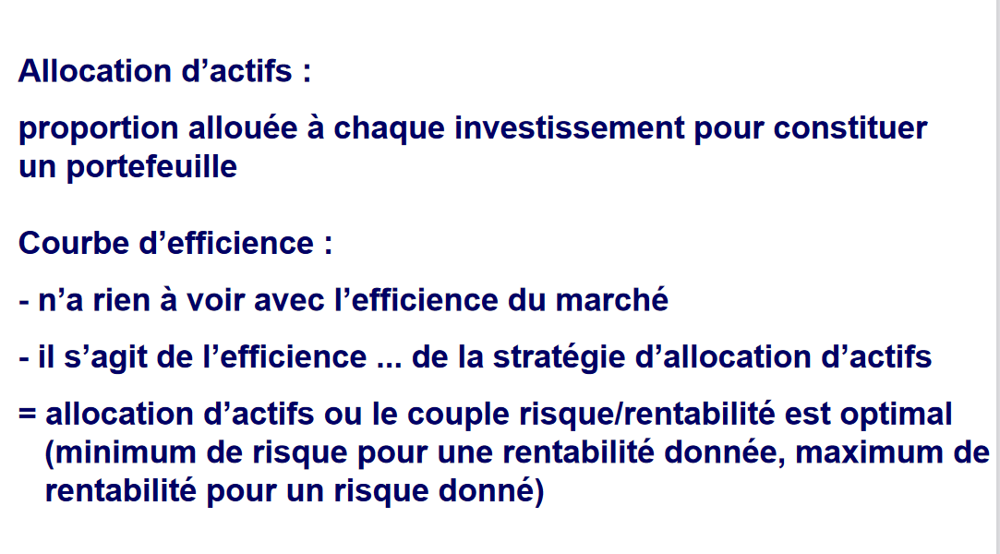 Allocation d’actifs :
proportion allouée à chaque investissement pour constituer
un portefeuille
Courbe d’efficience :
- n’a rien à voir avec l’efficience du marché
- il s’agit de l’efficience ... de la stratégie d’allocation d’actifs
= allocation d’actifs ou le couple risque/rentabilité est optimal
(minimum de risque pour une rentabilité donnée, maximum de
rentabilité pour un risque donné)